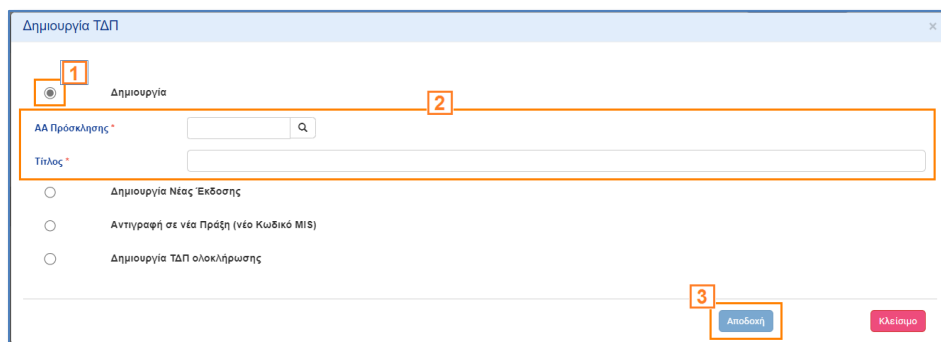 Δημιουργία ΤΔΠ ×
1
Δημιουργία
2
ΑΑ Πρόσκλησης *
Τίτλος *
Δημιουργία Νέας Έκδοσης
Αντιγραφή σε νέα Πράξη (νέο Κωδικό MIS)
Δημιουργία ΤΔΠ ολοκλήρωσης
3
Αποδοχή Κλείσιμο